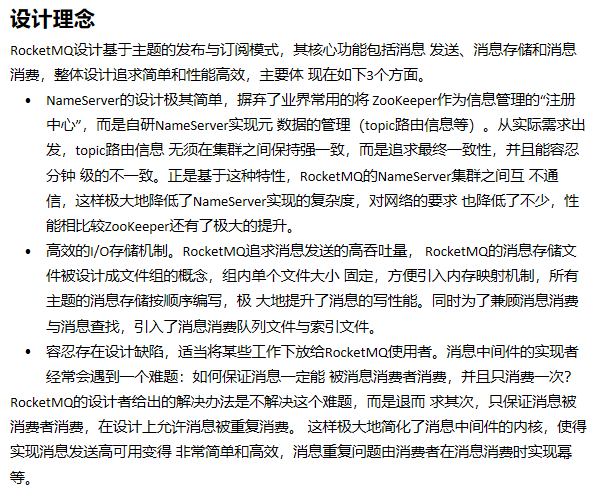 设计理念
RocketMQ设计基于主题的发布与订阅模式，其核心功能包括消息 发送、消息存储和消息
消费，整体设计追求简单和性能高效，主要体 现在如下3个方面。
• NameServer的设计极其简单，摒弃了业界常用的将 ZooKeeper作为信息管理的“注册
中心”，而是自研NameServer实现元 数据的管理（topic路由信息等）。从实际需求出
发，topic路由信息 无须在集群之间保持强一致，而是追求最终一致性，并且能容忍
分钟 级的不一致。正是基于这种特性，RocketMQ的NameServer集群之间互 不通
信，这样极大地降低了NameServer实现的复杂度，对网络的要求 也降低了不少，性
能相比较ZooKeeper还有了极大的提升。
• 高效的I/O存储机制。RocketMQ追求消息发送的高吞吐量， RocketMQ的消息存储文
件被设计成文件组的概念，组内单个文件大小 固定，方便引入内存映射机制，所有
主题的消息存储按顺序编写，极 大地提升了消息的写性能。同时为了兼顾消息消费
与消息查找，引入了消息消费队列文件与索引文件。
• 容忍存在设计缺陷，适当将某些工作下放给RocketMQ使用者。消息中间件的实现者
经常会遇到一个难题：如何保证消息一定能 被消息消费者消费，并且只消费一次？
RocketMQ的设计者给出的解决办法是不解决这个难题，而是退而 求其次，只保证消息被
消费者消费，在设计上允许消息被重复消费。 这样极大地简化了消息中间件的内核，使得
实现消息发送高可用变得 非常简单和高效，消息重复问题由消费者在消息消费时实现幂
等。